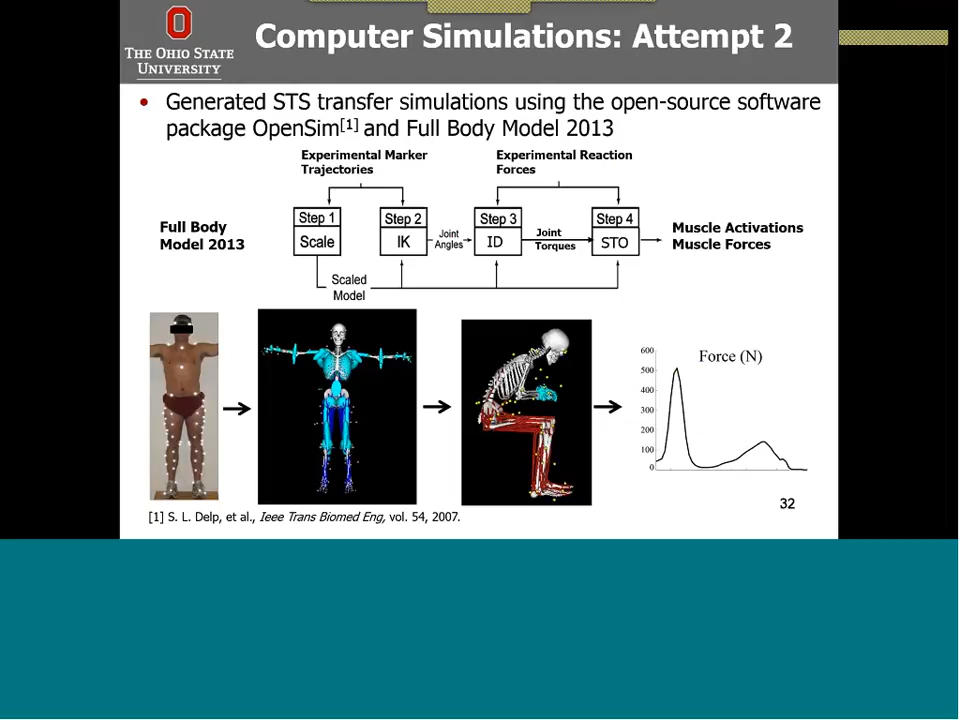 THE OHIO STATE
UNIVERSITY
Computer Simulations: Attempt 2
• Generated STS transfer simulations using the open-source software
package OpenSim[1] and Full Body Model 2013
Experimental Marker
Trajectories
Experimental Reaction
Forces
Full Body
Model 2013
Step 1
Scale
Step 2
IK
Joint
Angles
Step 3
ID
Joint
Torques
Step 4
STO
Muscle Activations
Muscle Forces
Scaled
Model
Force (N)
600
500
400
300
200
100
0
32
[1] S. L. Delp, et al., Ieee Trans Biomed Eng, vol. 54, 2007.